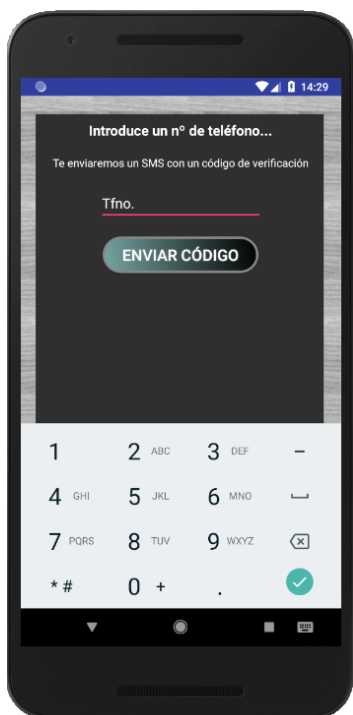 14:29
Introduce un nº de teléfono...
Te enviaremos un SMS con un código de verificación
Tfno.
ENVIAR CÓDIGO
1 2 ABC 3 DEF –
4 GHI 5 JKL 6 MNO
7 PQRS 8 TUV 9 WXYZ
* # 0 + .